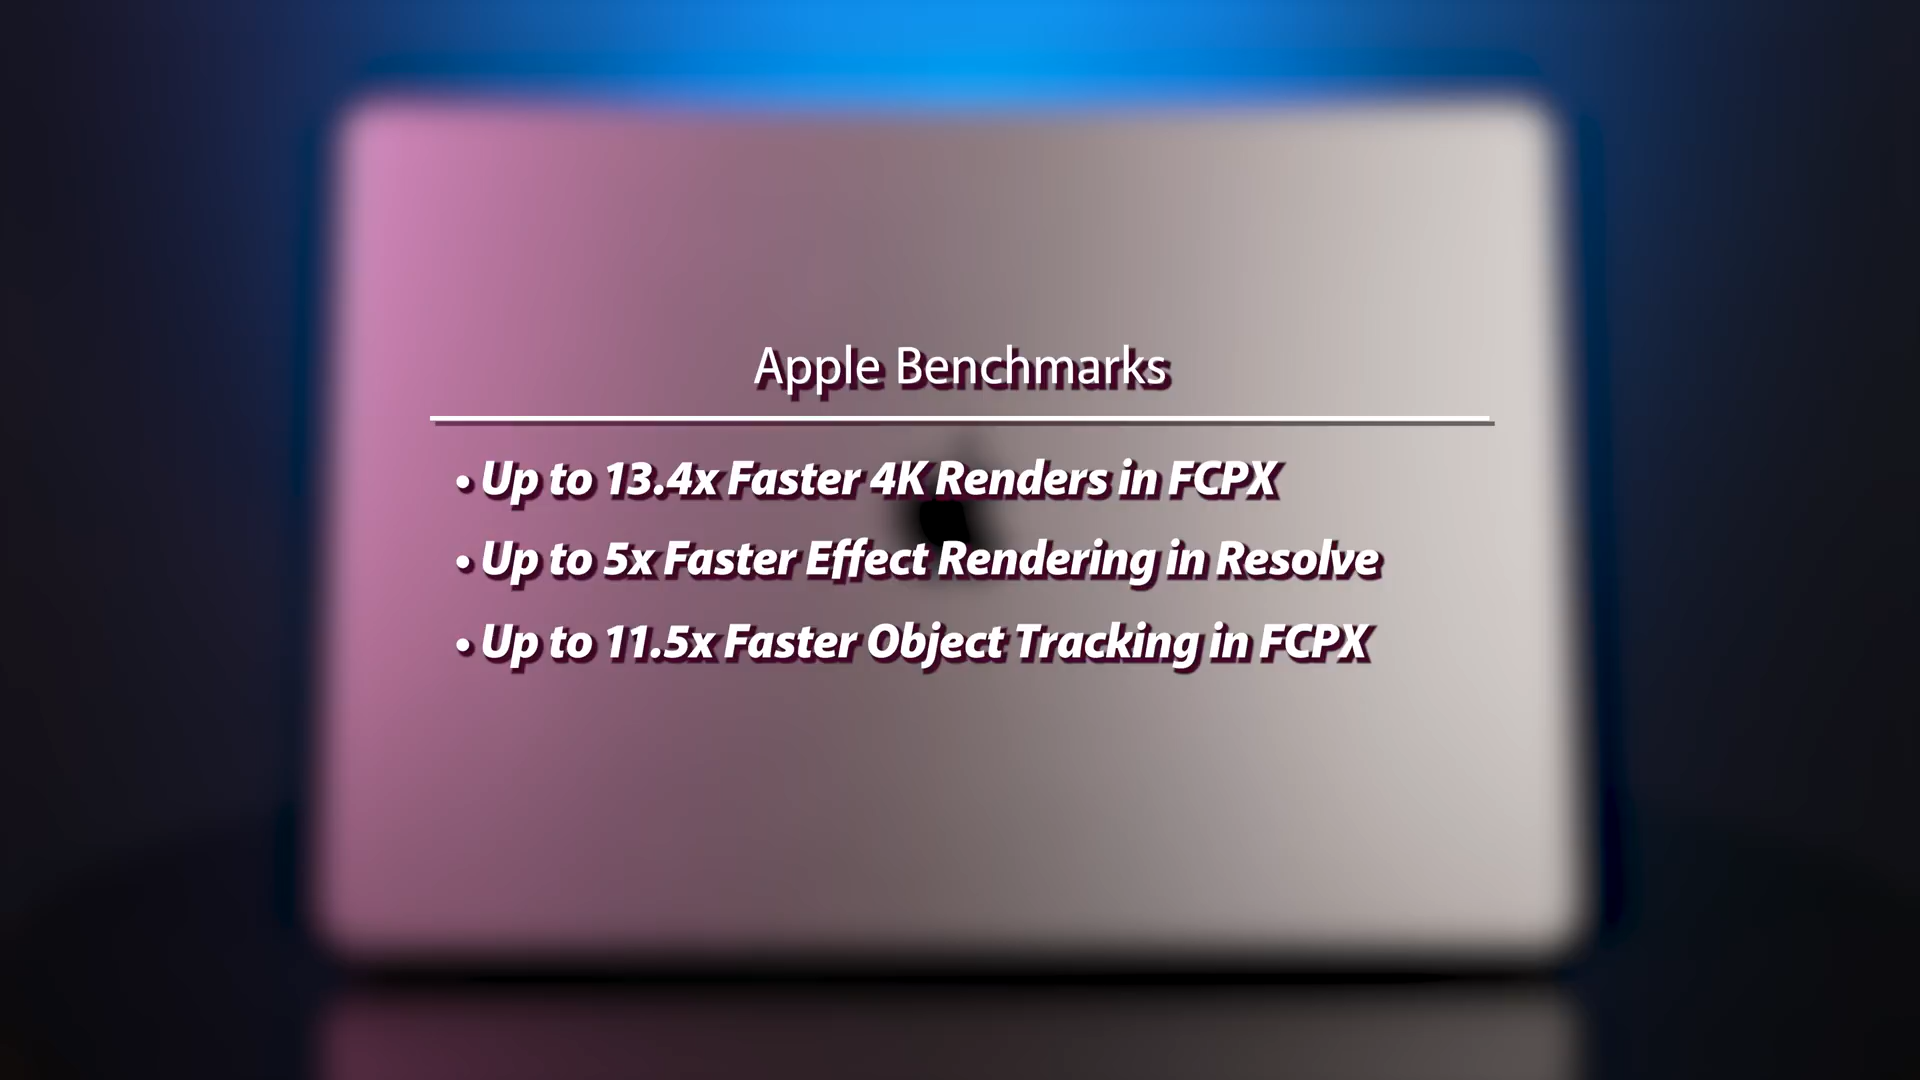 Apple Benchmarks
• Up to 13.4x Faster 4K Renders in FCPX
• Up to 5x Faster Effect Rendering in Resolve
• Up to 11.5x Faster Object Tracking in FCPX